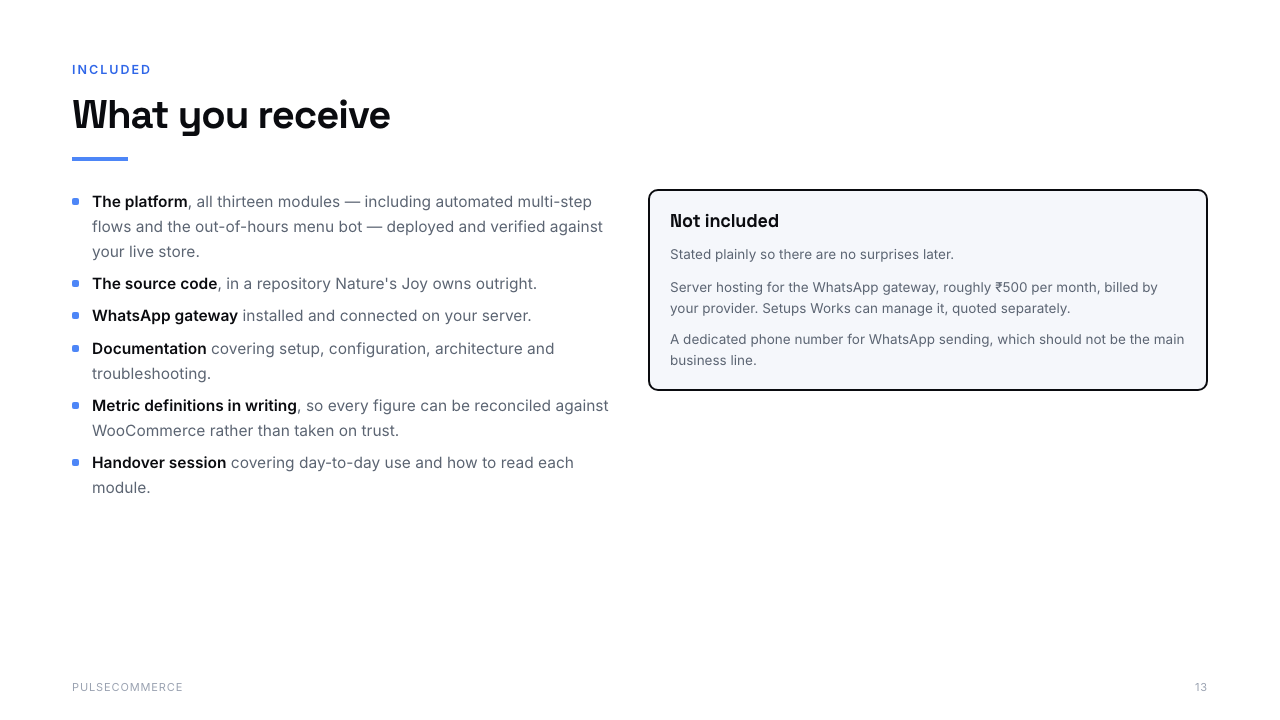 INCLUDED
What you receive
The platform, all thirteen modules — including automated multi-step
flows and the out-of-hours menu bot — deployed and verified against
your live store.
The source code, in a repository Nature's Joy owns outright.
WhatsApp gateway installed and connected on your server.
Documentation covering setup, configuration, architecture and
troubleshooting.
Metric definitions in writing, so every figure can be reconciled against
WooCommerce rather than taken on trust.
Handover session covering day-to-day use and how to read each
module.
Not included
Stated plainly so there are no surprises later.
Server hosting for the WhatsApp gateway, roughly ₹500 per month, billed by
your provider. Setups Works can manage it, quoted separately.
A dedicated phone number for WhatsApp sending, which should not be the main
business line.
PULSECOMMERCE
13